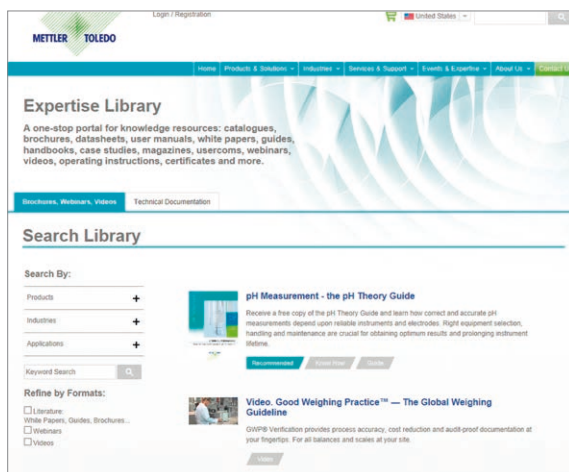 Login / Registration
United States
METTLER TOLEDO
Home
Products & Solutions
Industries
Services & Support
Events & Expertise
About Us
Contact U
Expertise Library
A one-stop portal for knowledge resources: catalogues,
brochures, datasheets, user manuals, white papers, guides,
handbooks, case studies, magazines, usercoms, webinars,
videos, operating instructions, certificates and more.
Brochures, Webinars, Videos
Technical Documentation
Search Library
Search By:
Products +
Industries +
Applications +
Keyword Search
Refine by Formats:
Literature:
White Papers, Guides, Brochures...
Webinars
Videos
pH Measurement - the pH Theory Guide
Receive a free copy of the pH Theory Guide and learn how correct and accurate pH
measurements depend upon reliable instruments and electrodes. Right equipment selection,
handling and maintenance are crucial for obtaining optimum results and prolonging instrument
lifetime.
Recommended
Know How
Guide
Video. Good Weighing Practice™ — The Global Weighing
Guideline
GWP® Verification provides process accuracy, cost reduction and audit-proof documentation at
your fingertips. For all balances and scales at your site.
Video